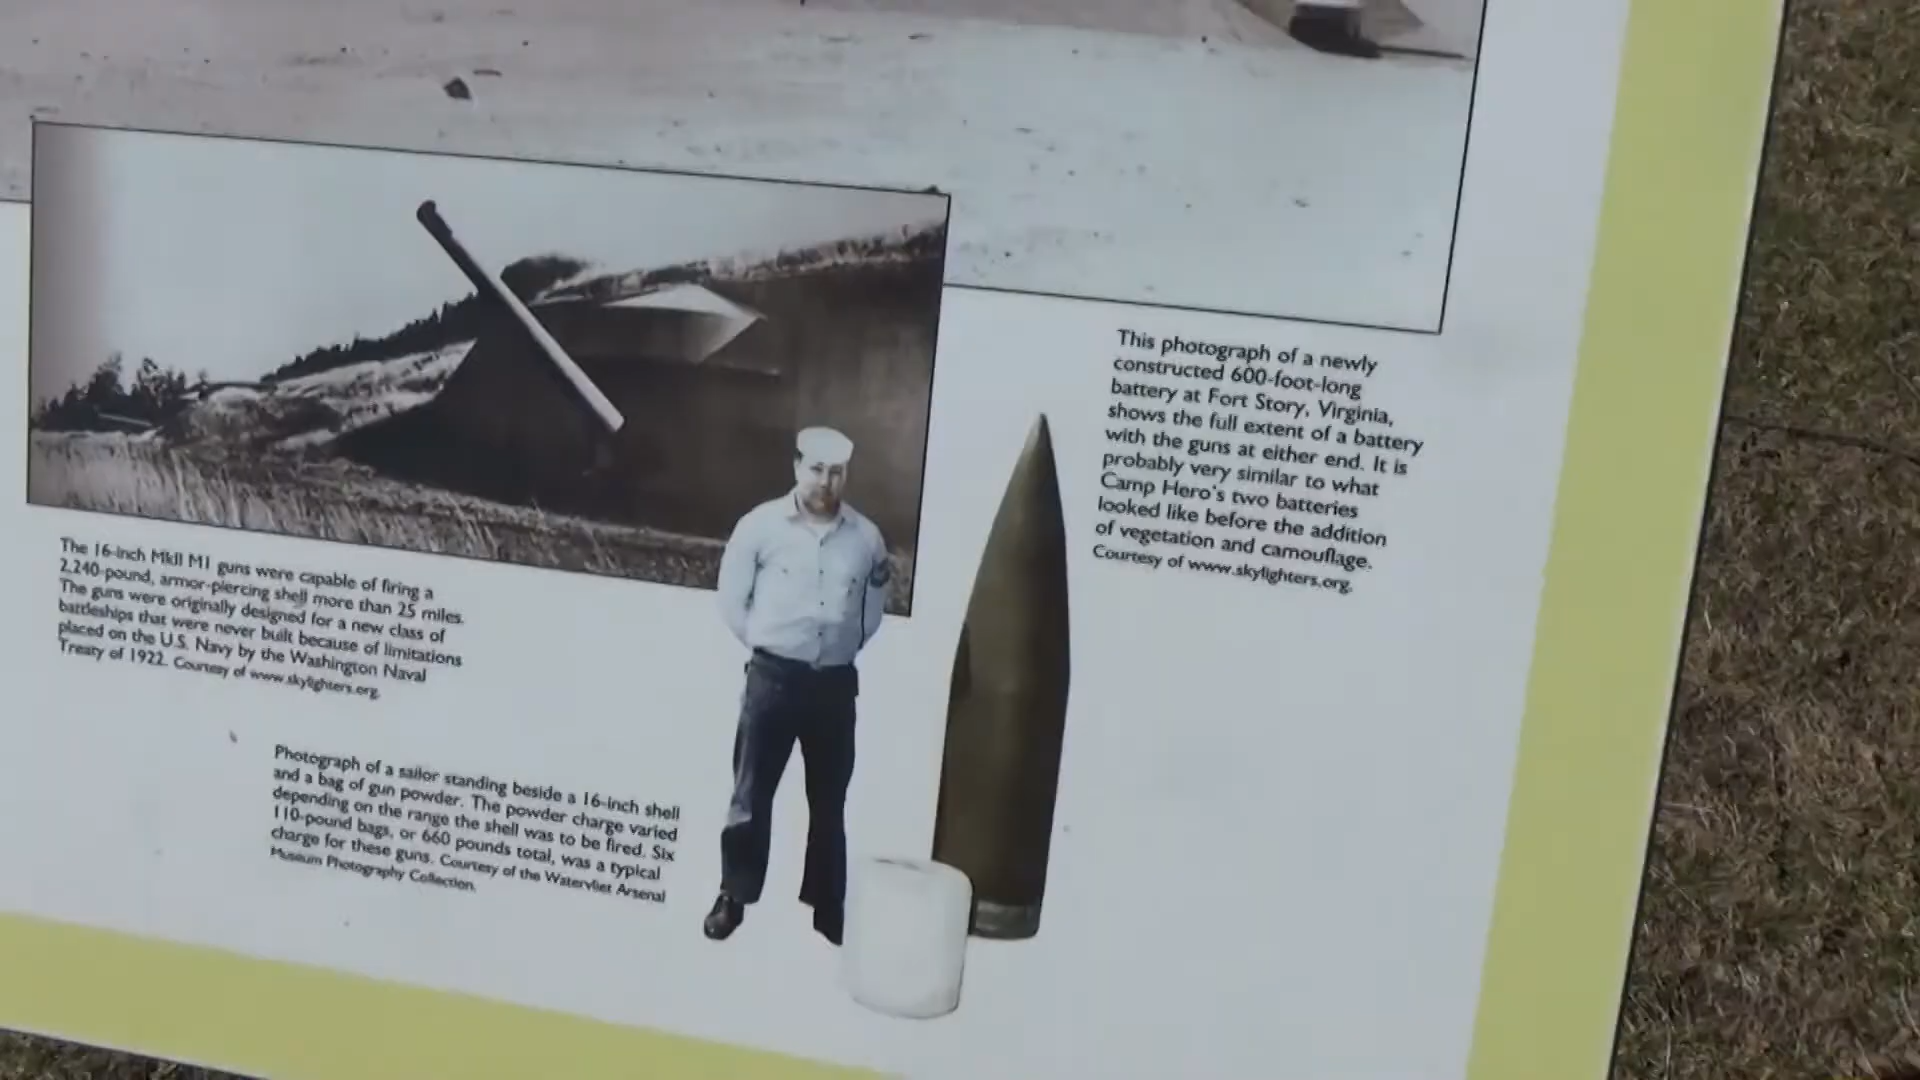 This photograph of a newly
constructed 600-foot-long
battery at Fort Story, Virginia,
shows the full extent of a battery
with the guns at either end. It is
probably very similar to what
Camp Hero's two batteries
looked like before the addition
of vegetation and camouflage.
Courtesy of www.skylighters.org.
The 16-inch MkII M1 guns were capable of firing a
2,240-pound, armor-piercing shell more than 25 miles.
The guns were originally designed for a new class of
battleships that were never built because of limitations
placed on the U.S. Navy by the Washington Naval
Treaty of 1922. Courtesy of www.skylighters.org.
Photograph of a sailor standing beside a 16-inch shell
and a bag of gun powder. The powder charge varied
depending on the range the shell was to be fired. Six
110-pound bags, or 660 pounds total, was a typical
charge for these guns. Courtesy of the Watervliet Arsenal
Museum Photography Collection.